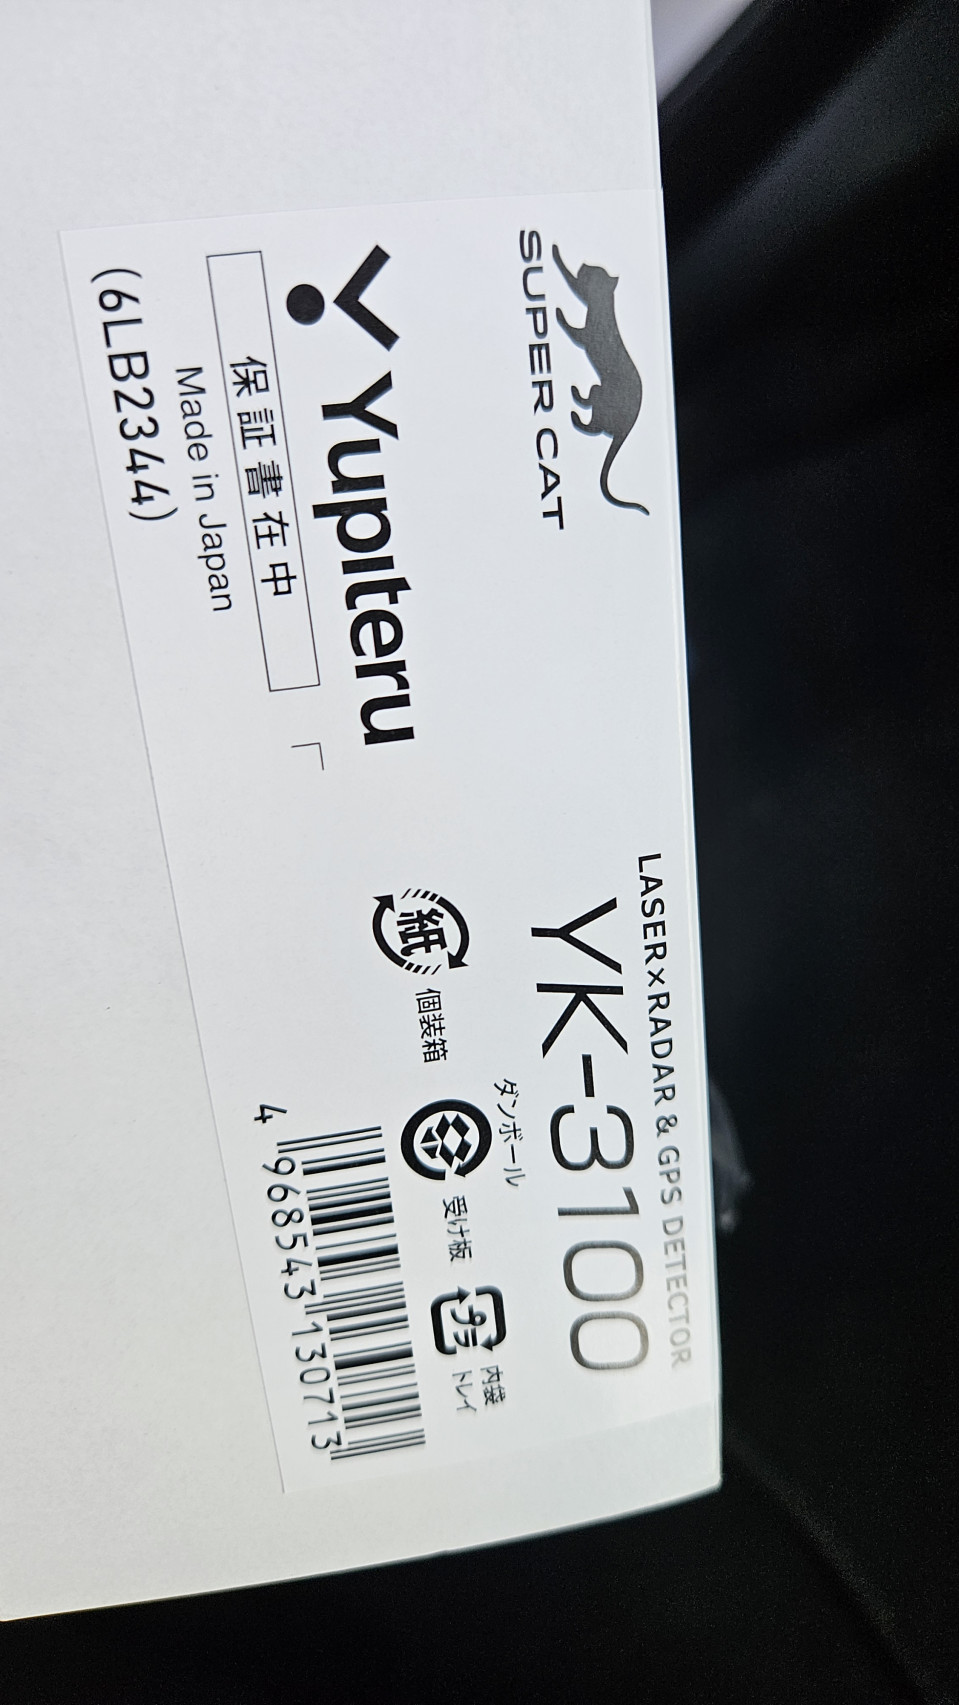 SUPER CAT
LASER×RADAR & GPS DETECTOR
YK-3100
Yupiteru
保証書在中
Made in Japan
(6LB2344)
紙
個装箱
ダンボール
受け板
プラ
内袋
トレイ
4 968543 130713